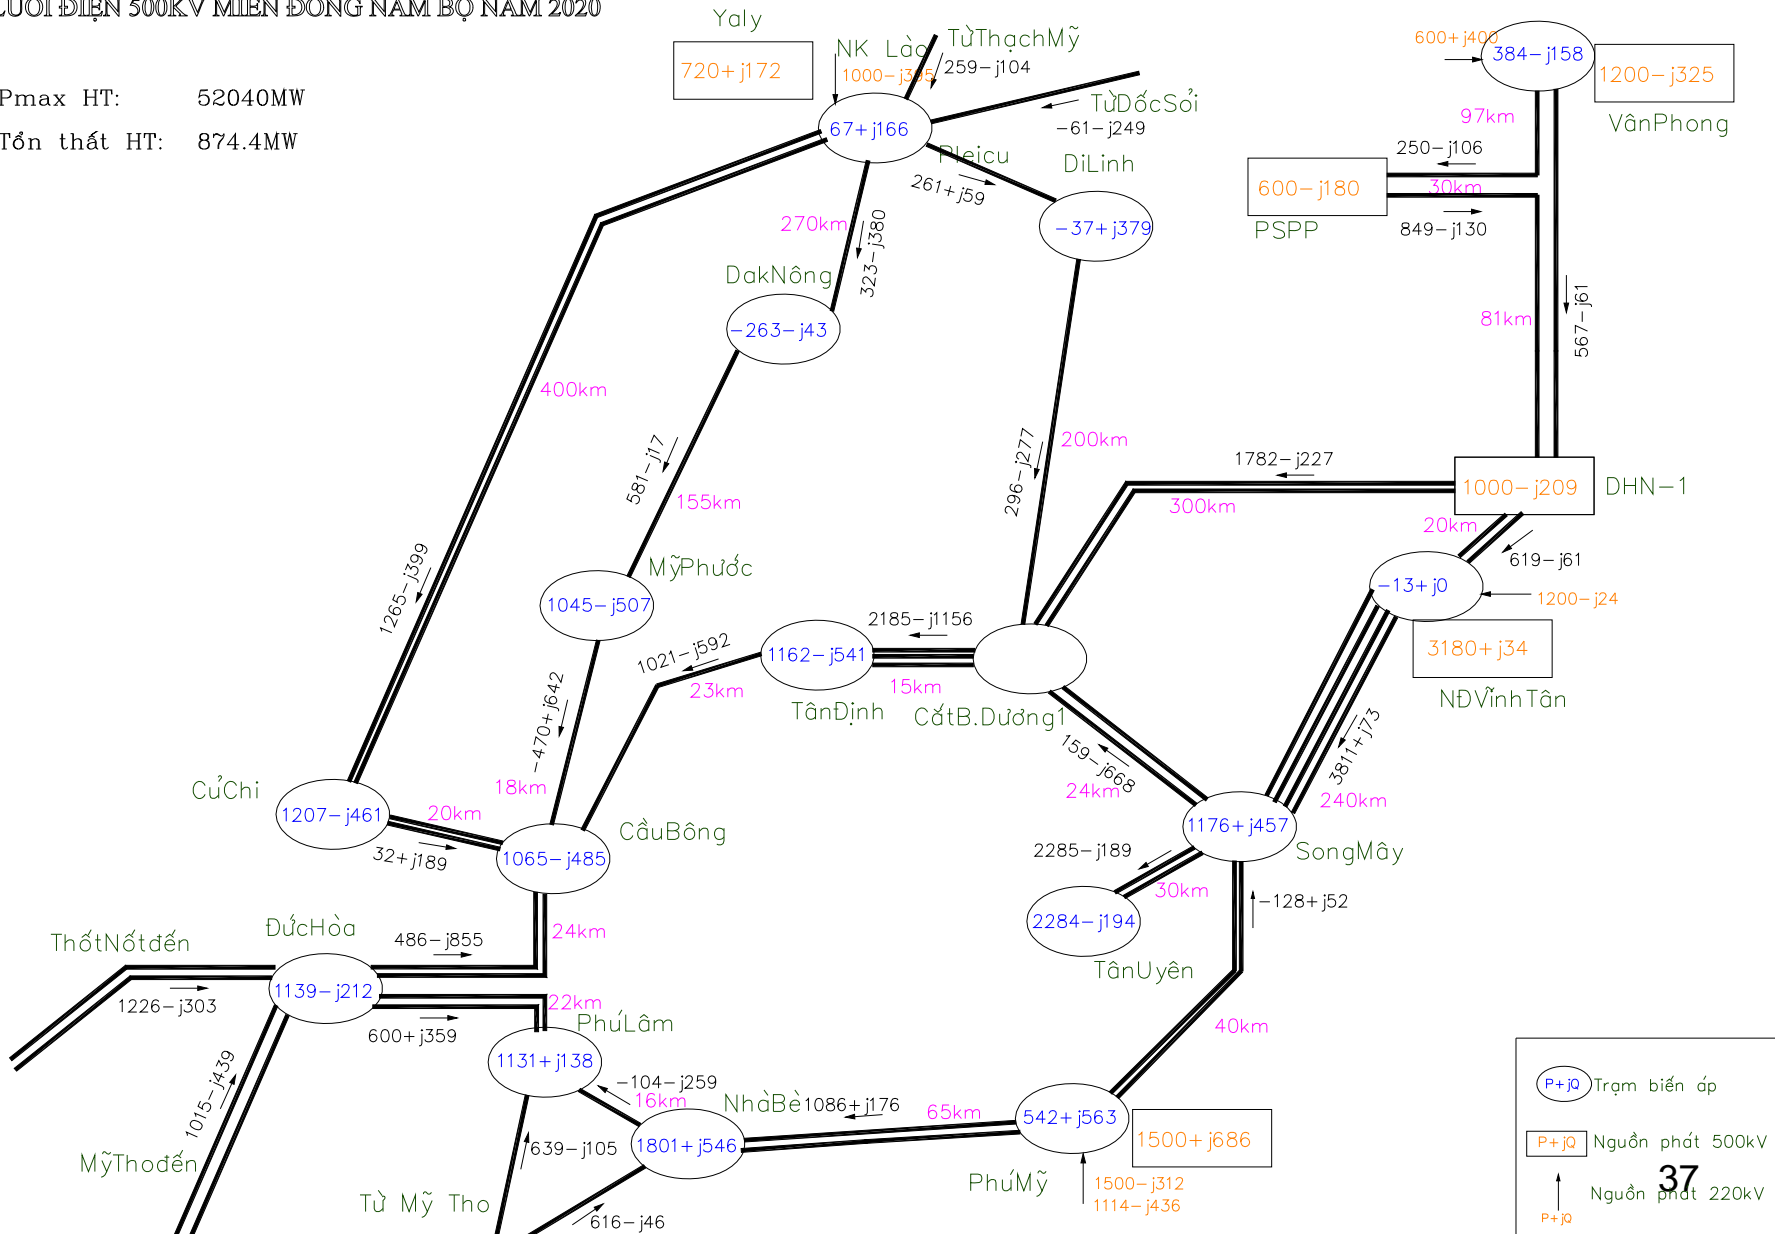 LƯỚI ĐIỆN 500KV MIỀN ĐÔNG NAM BỘ NĂM 2020
Pmax HT: 52040MW
Tổn thất HT: 874.4MW
Yaly
720+j172
NK Lào
1000-j395
TừThạchMỹ
259-j104
TừDốcSỏi
-61-j249
67+j166
Pleicu
261+j59
DiLinh
-37+j379
600+j400
384-j158
1200-j325
VânPhong
97km
250-j106
600-j180
30km
PSPP
849-j130
270km
323-j380
DakNông
-263-j43
81km
567-j61
400km
581-j17
155km
296-j277
200km
1782-j227
300km
1000-j209
DHN-1
20km
619-j61
-13+j0
1200-j24
3180+j34
NĐVĩnhTân
1265-j399
MỹPhước
1045-j507
2185-j1156
1162-j541
15km
TânĐịnh
CắtB.Dương1
1021-j592
23km
-470+j642
18km
159-j668
24km
3811+j73
240km
CủChi
1207-j461
20km
32+j189
CầuBông
1065-j485
1176+j457
SongMây
2285-j189
30km
2284-j194
TânUyên
-128+j52
ĐứcHòa
ThốtNốtđến
486-j855
24km
1226-j303
1139-j212
22km
600+j359
PhúLâm
1131+j138
40km
1015-j439
MỹThođến
-104-j259
16km
NhàBè
1086+j176
65km
542+j563
1500+j686
639-j105
1801+j546
PhúMỹ
1500-j312
1114-j436
Từ Mỹ Tho
616-j46
P+jQ Trạm biến áp
P+jQ Nguồn phát 500kV
Nguồn phát 220kV
P+jQ
37